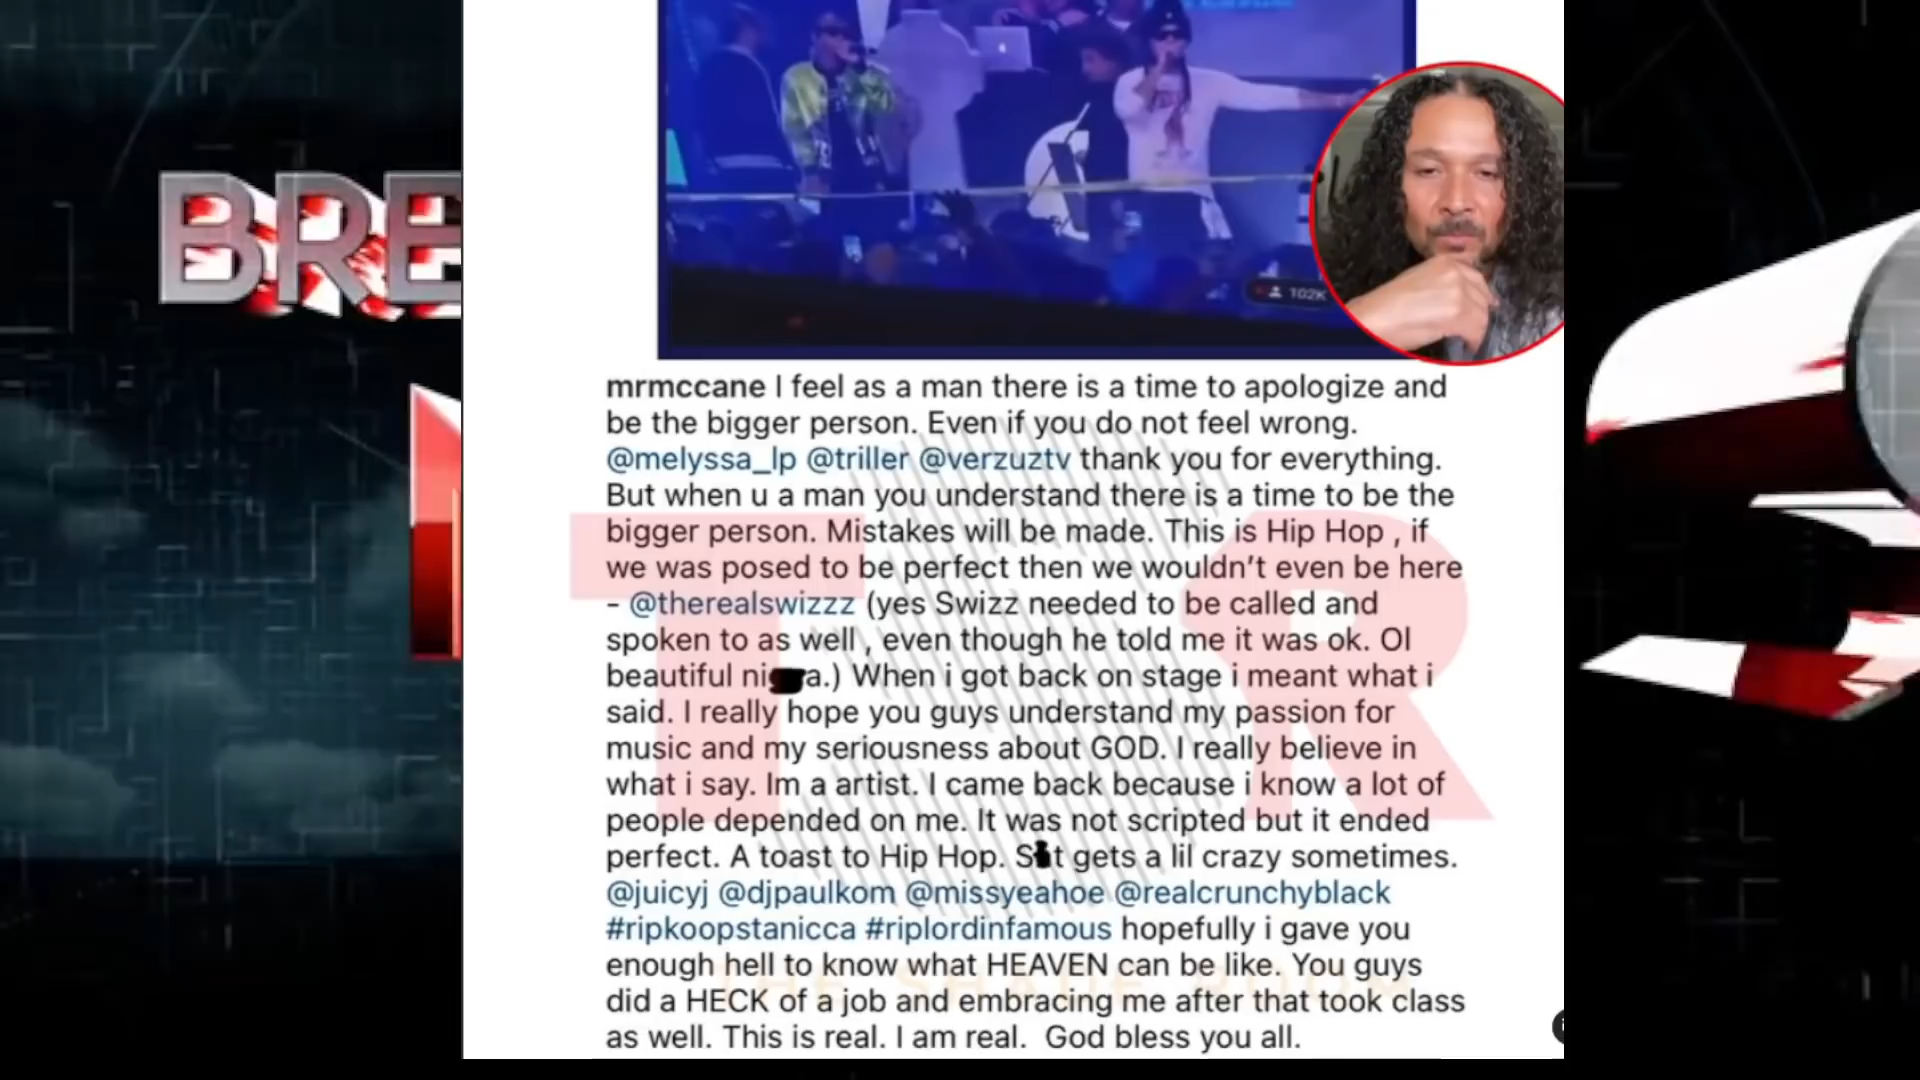 BRE
102K
mrmccane I feel as a man there is a time to apologize and
be the bigger person. Even if you do not feel wrong.
@melyssa_lp @triller @verzuztv thank you for everything.
But when u a man you understand there is a time to be the
bigger person. Mistakes will be made. This is Hip Hop , if
we was posed to be perfect then we wouldn't even be here
- @therealswizzz (yes Swizz needed to be called and
spoken to as well , even though he told me it was ok. Ol
beautiful ni a.) When i got back on stage i meant what i
said. I really hope you guys understand my passion for
music and my seriousness about GOD. I really believe in
what i say. Im a artist. I came back because i know a lot of
people depended on me. It was not scripted but it ended
perfect. A toast to Hip Hop. S t gets a lil crazy sometimes.
@juicyj @djpaulkom @missyeahoe @realcrunchyblack
#ripkoopstanicca #riplordinfamous hopefully i gave you
enough hell to know what HEAVEN can be like. You guys
did a HECK of a job and embracing me after that took class
as well. This is real. I am real. God bless you all.
T R
THE SHADE ROOM